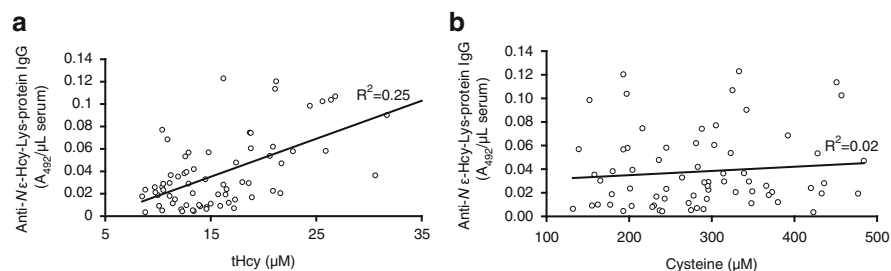 a
Anti-Nε-Hcy-Lys-protein IgG
(A492/μL serum)
0.14
0.12
0.1
0.08
0.06
0.04
0.02
0
R²=0.25
5
15
25
35
tHcy (μM)
b
Anti-N ε-Hcy-Lys-protein IgG
(A492/μL serum)
0.14
0.12
0.10
0.08
0.06
0.04
0.02
0.00
R²=0.02
100
200
300
400
500
Cysteine (μM)